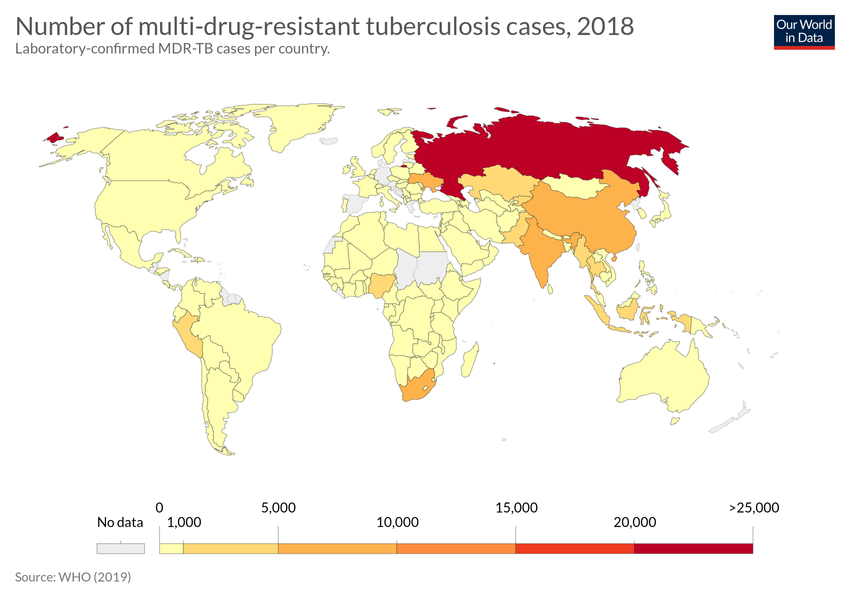 Number of multi-drug-resistant tuberculosis cases, 2018
Laboratory-confirmed MDR-TB cases per country.
Our World
in Data
No data
0
1,000
5,000
10,000
15,000
20,000
>25,000
Source: WHO (2019)